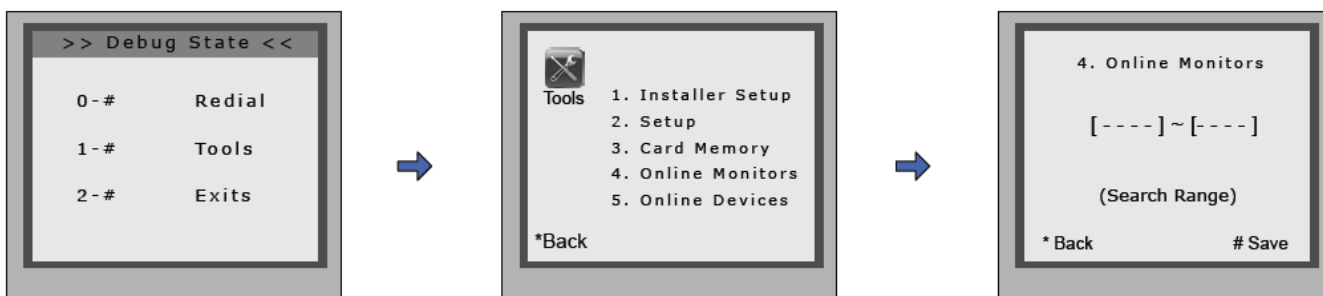 >> Debug State <<
0-# Redial
1-# Tools
2-# Exits
Tools
1. Installer Setup
2. Setup
3. Card Memory
4. Online Monitors
5. Online Devices
*Back
4. Online Monitors
[----]~[----]
(Search Range)
* Back # Save